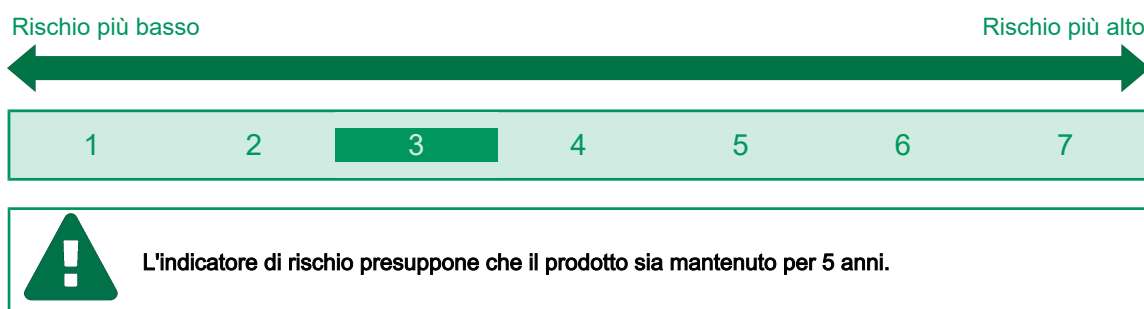 Rischio più basso Rischio più alto
1 2 3 4 5 6 7
L'indicatore di rischio presuppone che il prodotto sia mantenuto per 5 anni.